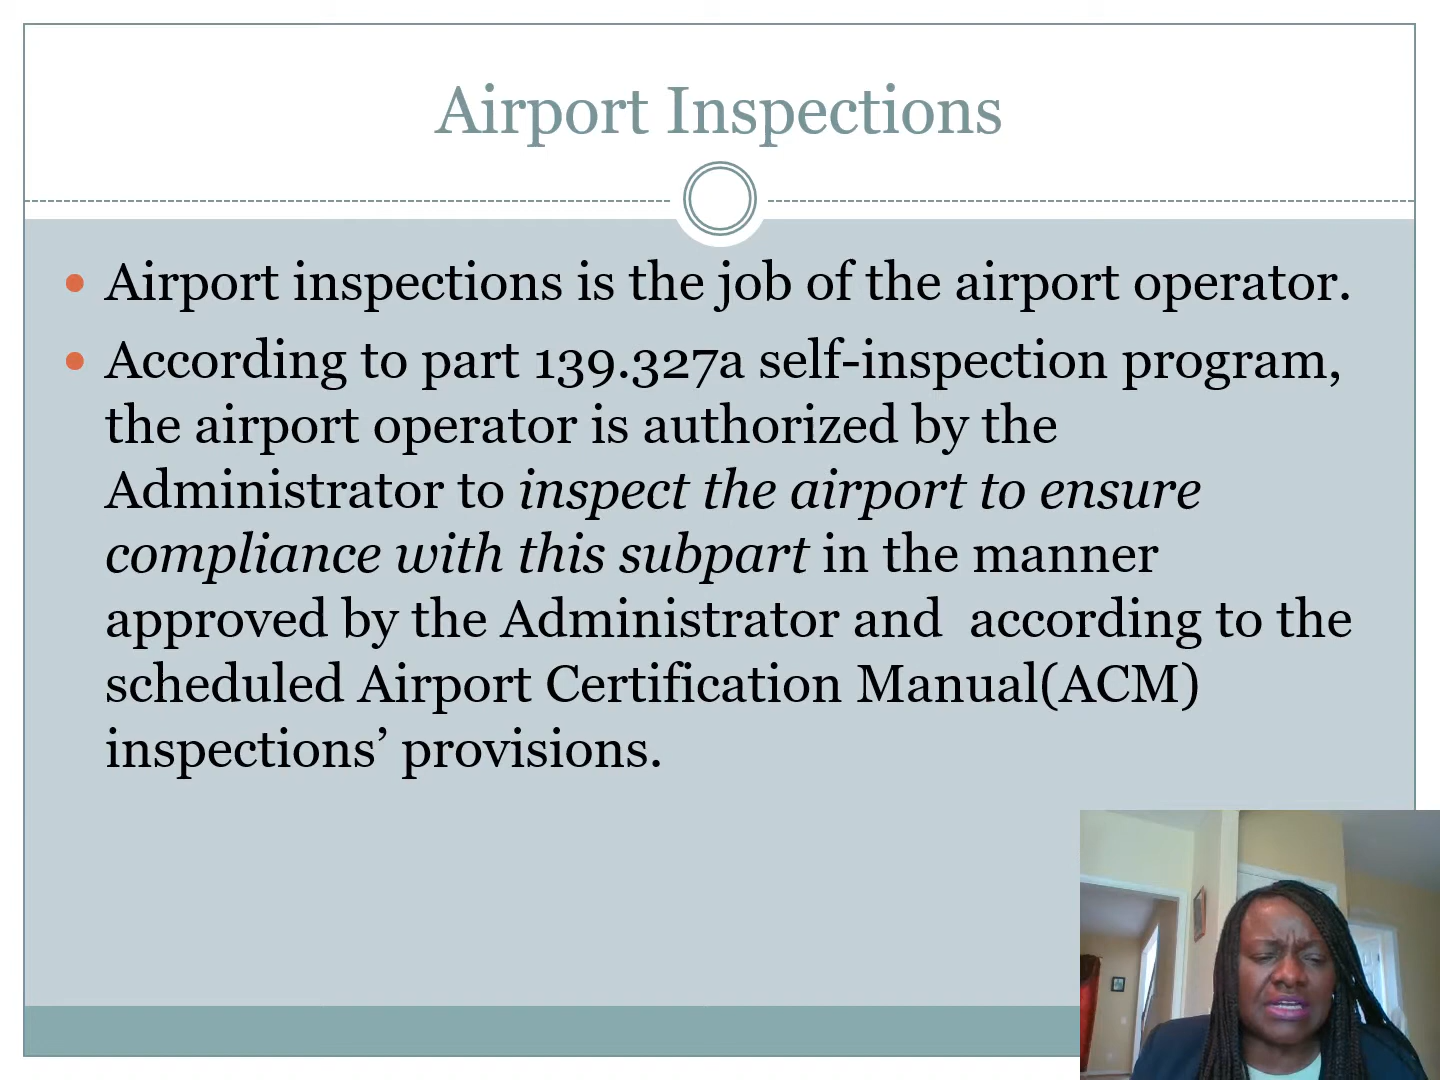 Airport Inspections
• Airport inspections is the job of the airport operator.
• According to part 139.327a self-inspection program,
the airport operator is authorized by the
Administrator to inspect the airport to ensure
compliance with this subpart in the manner
approved by the Administrator and  according to the
scheduled Airport Certification Manual(ACM)
inspections’ provisions.